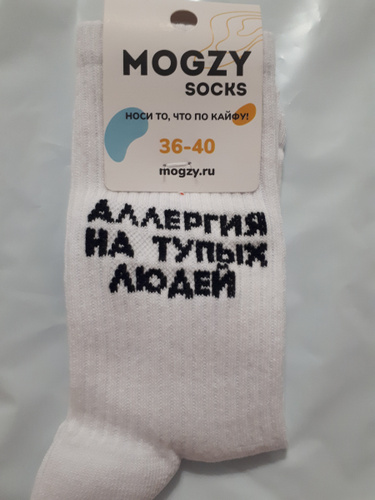 MOGZY
SOCKS
НОСИ ТО, ЧТО ПО КАЙФУ!
36-40
mogzy.ru
АЛЛЕРГИЯ
НА ТУПЫХ
ЛЮДЕЙ